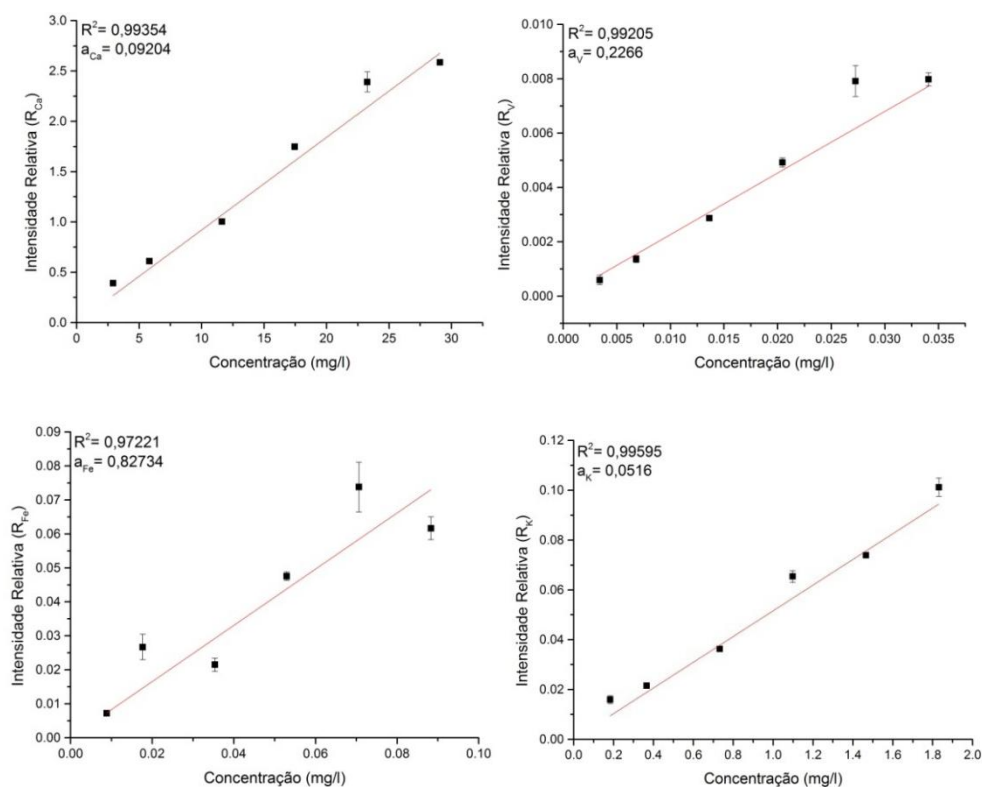 R²= 0,99354
a_Ca= 0,09204
3.0
2.5
2.0
1.5
1.0
0.5
0.0
Intensidade Relativa (R_Ca)
0 5 10 15 20 25 30
Concentração (mg/l)
R²= 0,99205
a_V= 0,2266
0.010
0.008
0.006
0.004
0.002
0.000
Intensidade Relativa (R_V)
0.000 0.005 0.010 0.015 0.020 0.025 0.030 0.035
Concentração (mg/l)
R²= 0,97221
a_Fe= 0,82734
0.09
0.08
0.07
0.06
0.05
0.04
0.03
0.02
0.01
0.00
Intensidade Relativa (R_Fe)
0.00 0.02 0.04 0.06 0.08 0.10
Concentração (mg/l)
R²= 0,99595
a_K= 0,0516
0.12
0.10
0.08
0.06
0.04
0.02
0.00
Intensidade Relativa (R_K)
0.0 0.2 0.4 0.6 0.8 1.0 1.2 1.4 1.6 1.8 2.0
Concentração (mg/l)